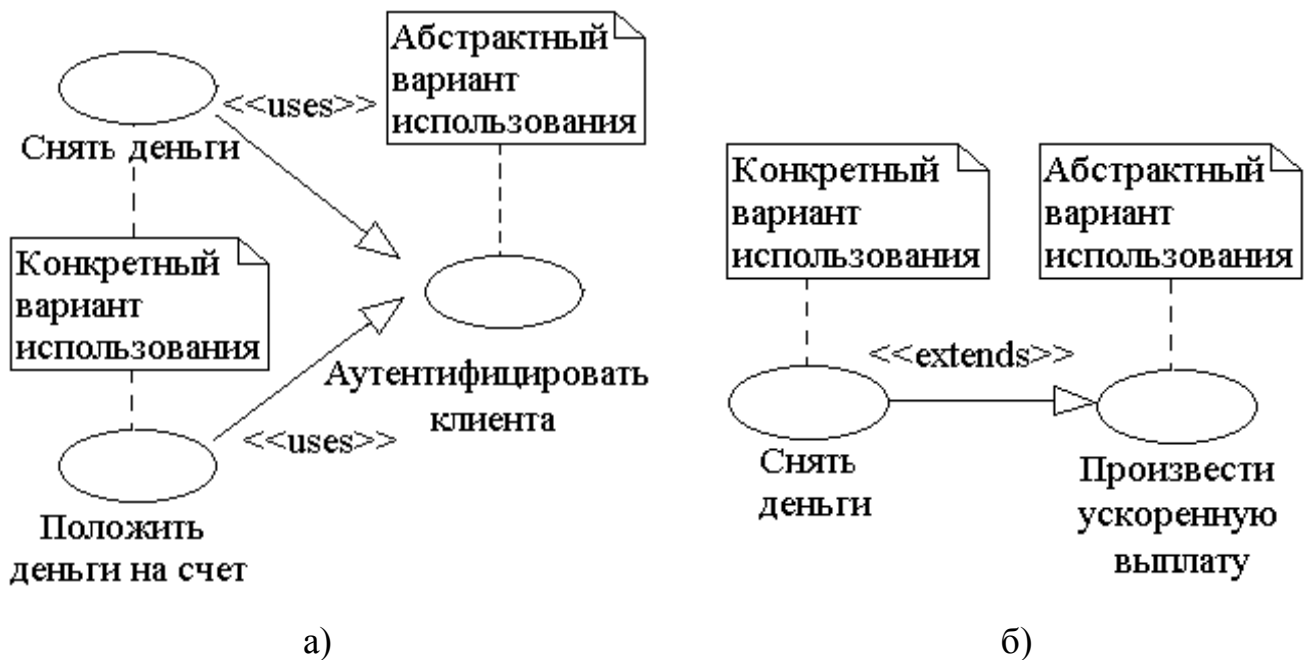 Абстрактный
вариант
использования
<<uses>>
Снять деньги
Конкретный
вариант
использования
Аутентифицировать
клиента
<<uses>>
Положить
деньги на счет
а)
Конкретный
вариант
использования
Абстрактный
вариант
использования
<<extends>>
Снять
деньги
Произвести
ускоренную
выплату
б)